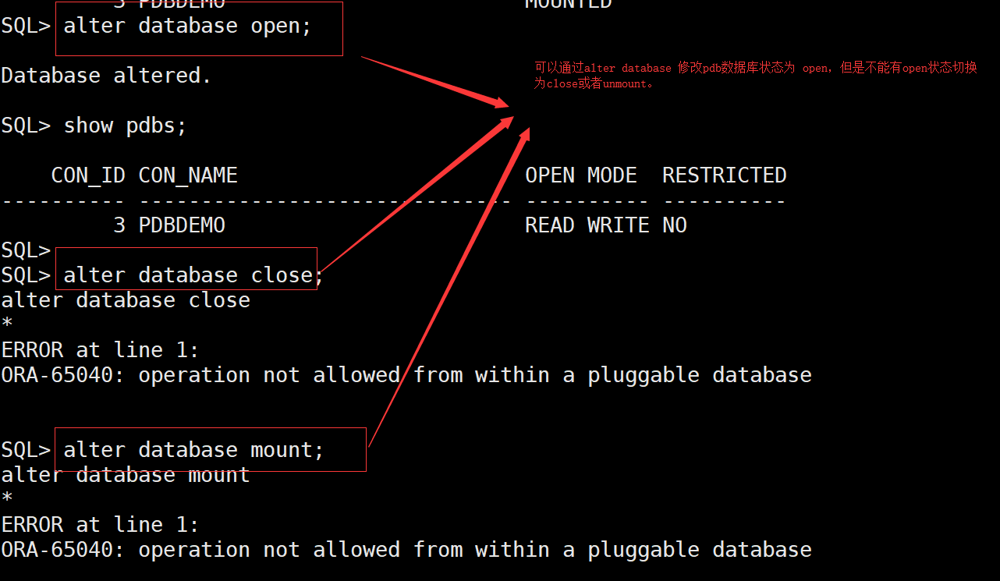 3 PDBDEMO MOUNTED
SQL> alter database open;
可以通过alter database 修改pdb数据库状态为 open，但是不能有open状态切换
为close或者unmount。
Database altered.
SQL> show pdbs;
CON_ID CON_NAME OPEN MODE RESTRICTED
---------- ------------------------------ ---------- ----------
3 PDBDEMO READ WRITE NO
SQL>
SQL> alter database close;
alter database close
*
ERROR at line 1:
ORA-65040: operation not allowed from within a pluggable database
SQL> alter database mount;
alter database mount
*
ERROR at line 1:
ORA-65040: operation not allowed from within a pluggable database